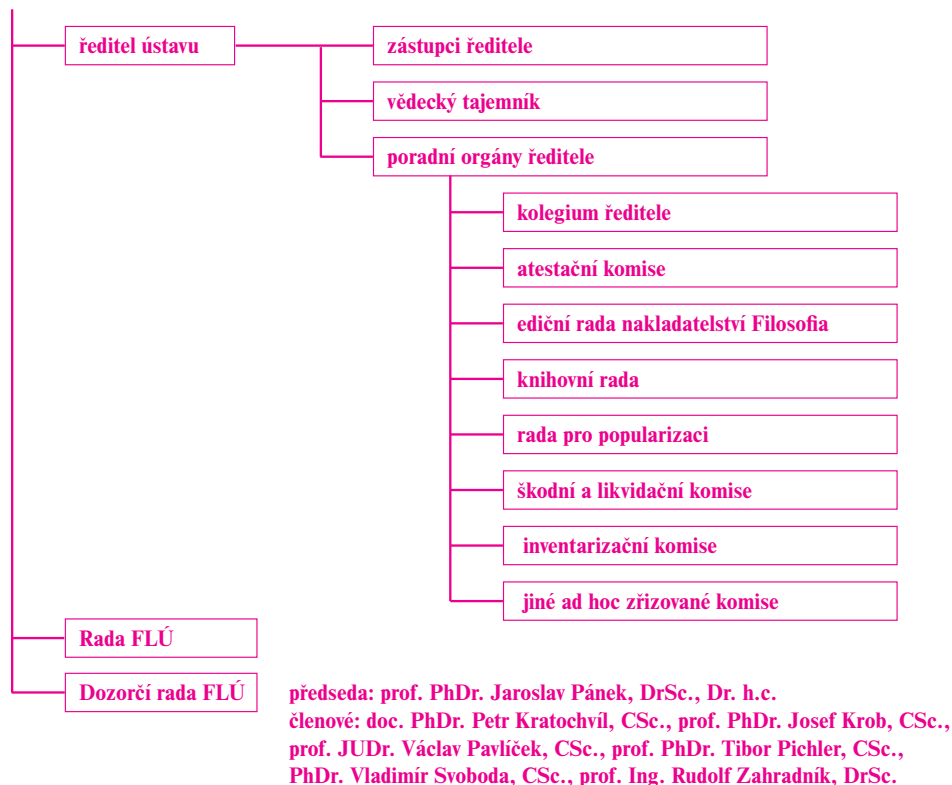 ředitel ústavu
zástupci ředitele
vědecký tajemník
poradní orgány ředitele
kolegium ředitele
atestační komise
ediční rada nakladatelství Filosofia
knihovní rada
rada pro popularizaci
škodní a likvidační komise
inventarizační komise
jiné ad hoc zřizované komise
Rada FLÚ
Dozorčí rada FLÚ
předseda: prof. PhDr. Jaroslav Pánek, DrSc., Dr. h.c.
členové: doc. PhDr. Petr Kratochvíl, CSc., prof. PhDr. Josef Krob, CSc.,
prof. JUDr. Václav Pavlíček, CSc., prof. PhDr. Tibor Pichler, CSc.,
PhDr. Vladimír Svoboda, CSc., prof. Ing. Rudolf Zahradník, DrSc.